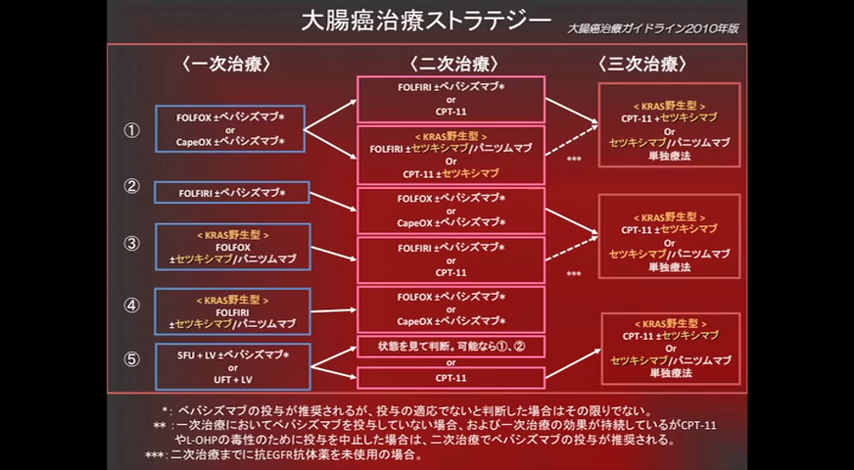 大腸癌治療ストラテジー
大腸癌治療ガイドライン2010年版
〈一次治療〉
〈二次治療〉
〈三次治療〉
①
FOLFOX ±ベバシズマブ*
or
CapeOX ±ベバシズマブ*
FOLFIRI ±ベバシズマブ*
or
CPT-11
< KRAS野生型 >
FOLFIRI ±セツキシマブ/パニツムマブ
Or
CPT-11 ±セツキシマブ
***
< KRAS野生型 >
CPT-11 +セツキシマブ
Or
セツキシマブ/パニツムマブ
単独療法
②
FOLFIRI ±ベバシズマブ*
FOLFOX ±ベバシズマブ*
or
CapeOX ±ベバシズマブ*
③
< KRAS野生型 >
FOLFOX
±セツキシマブ/パニツムマブ
FOLFIRI ±ベバシズマブ*
or
CPT-11
***
< KRAS野生型 >
CPT-11 ±セツキシマブ
Or
セツキシマブ/パニツムマブ
単独療法
④
< KRAS野生型 >
FOLFIRI
±セツキシマブ/パニツムマブ
FOLFOX ±ベバシズマブ*
or
CapeOX ±ベバシズマブ*
⑤
5FU + LV ±ベバシズマブ*
or
UFT + LV
状態を見て判断。可能なら①、②
or
CPT-11
< KRAS野生型 >
CPT-11 ±セツキシマブ
Or
セツキシマブ/パニツムマブ
単独療法
*： ベバシズマブの投与が推奨されるが、投与の適応でないと判断した場合はその限りでない。
** ：一次治療においてベバシズマブを投与していない場合、および一次治療の効果が持続しているがCPT-11
やL-OHPの毒性のために投与を中止した場合は、二次治療でベバシズマブの投与が推奨される。
***：二次治療までに抗EGFR抗体薬を未使用の場合。